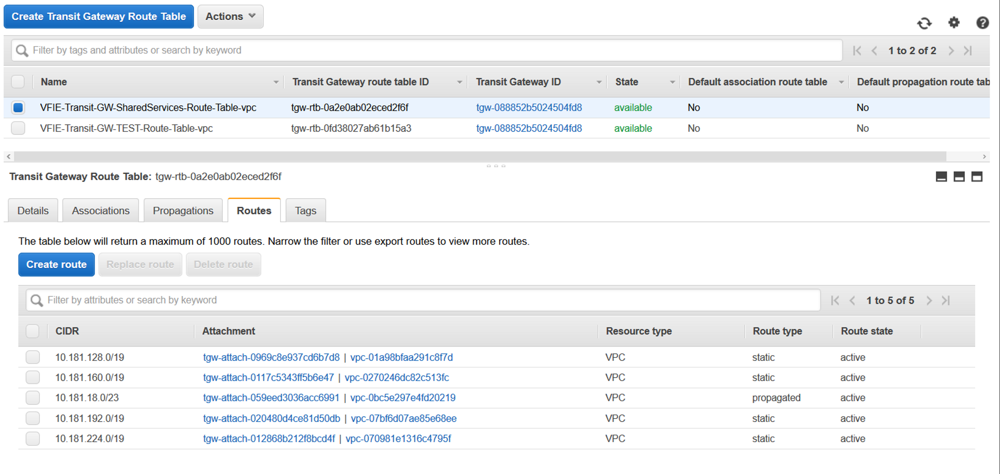 Create Transit Gateway Route Table Actions
Filter by tags and attributes or search by keyword 1 to 2 of 2
Name Transit Gateway route table ID Transit Gateway ID State Default association route table Default propagation route tab
VFIE-Transit-GW-SharedServices-Route-Table-vpc tgw-rtb-0a2e0ab02eced2f6f tgw-088852b5024504fd8 available No No
VFIE-Transit-GW-TEST-Route-Table-vpc tgw-rtb-0fd38027ab61b15a3 tgw-088852b5024504fd8 available No No
Transit Gateway Route Table: tgw-rtb-0a2e0ab02eced2f6f
Details Associations Propagations Routes Tags
The table below will return a maximum of 1000 routes. Narrow the filter or use export routes to view more routes.
Create route Replace route Delete route
Filter by attributes or search by keyword 1 to 5 of 5
CIDR Attachment Resource type Route type Route state
10.181.128.0/19 tgw-attach-0969c8e937cd6b7d8 | vpc-01a98bfaa291c8f7d VPC static active
10.181.160.0/19 tgw-attach-0117c5343ff5b6e47 | vpc-0270246dc82c513fc VPC static active
10.181.18.0/23 tgw-attach-059eed3036acc6991 | vpc-0bc5e297e4fd20219 VPC propagated active
10.181.192.0/19 tgw-attach-020480d4ce81d50db | vpc-07bf6d07ae85e68ee VPC static active
10.181.224.0/19 tgw-attach-012868b212f8bcd4f | vpc-070981e1316c4795f VPC static active